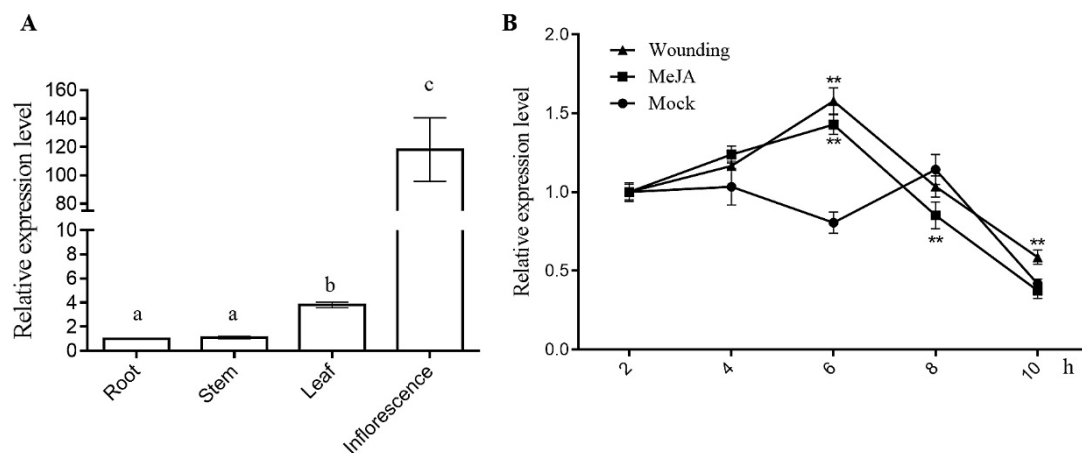 A
Relative expression level
160
140
120
100
80
10
8
6
4
2
0
a
a
b
c
Root
Stem
Leaf
Inflorescence
B
Relative expression level
2.0
1.5
1.0
0.5
0.0
Wounding
MeJA
Mock
**
**
**
**
2
4
6
8
10
h